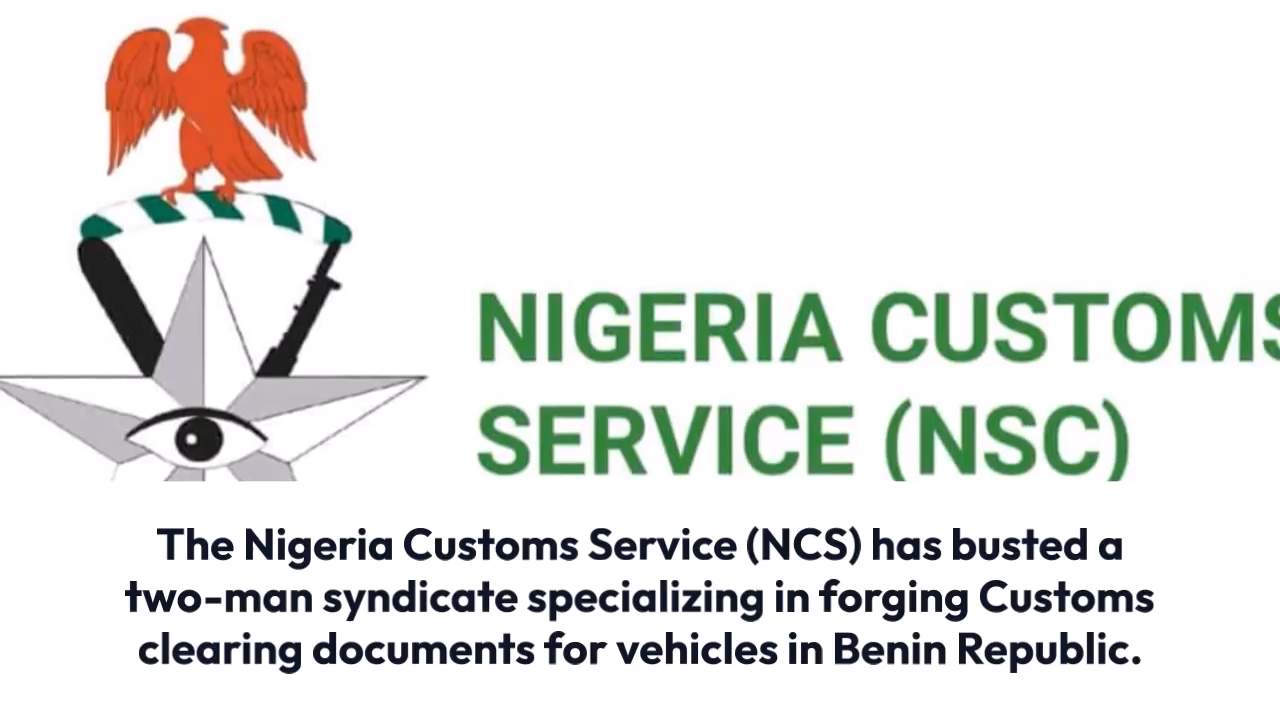 NIGERIA CUSTOMS
SERVICE (NSC)
The Nigeria Customs Service (NCS) has busted a
two-man syndicate specializing in forging Customs
clearing documents for vehicles in Benin Republic.